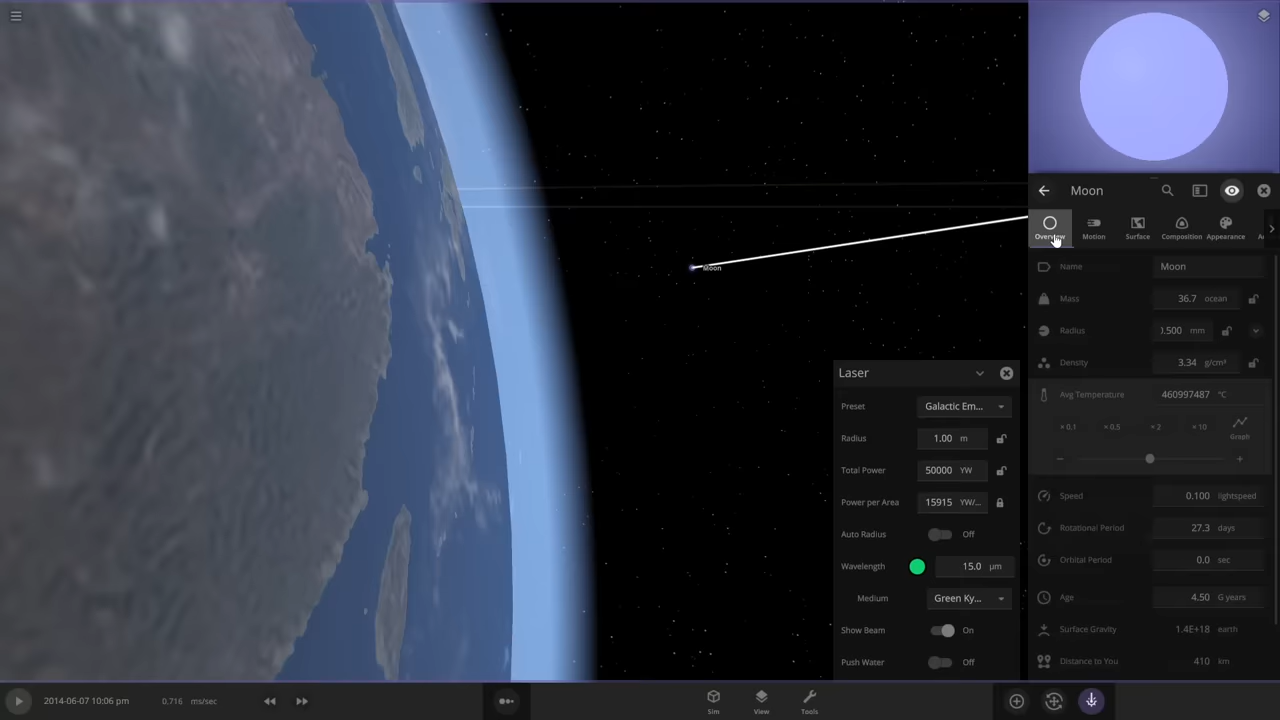 Moon
Overview
Motion
Surface
Composition
Appearance
Name
Moon
Mass
36.7 ocean
Radius
).500 mm
Density
3.34 g/cm³
Avg Temperature
460997487 °C
× 0.1
× 0.5
× 2
× 10
Graph
Speed
0.100 lightspeed
Rotational Period
27.3 days
Orbital Period
0.0 sec
Age
4.50 G years
Surface Gravity
1.4E+18 earth
Distance to You
410 km
Moon
Laser
Preset
Galactic Em...
Radius
1.00 m
Total Power
50000 YW
Power per Area
15915 YW/...
Auto Radius
Off
Wavelength
15.0 µm
Medium
Green Ky...
Show Beam
On
Push Water
Off
2014-06-07 10:06 pm
0.716 ms/sec
Sim
View
Tools